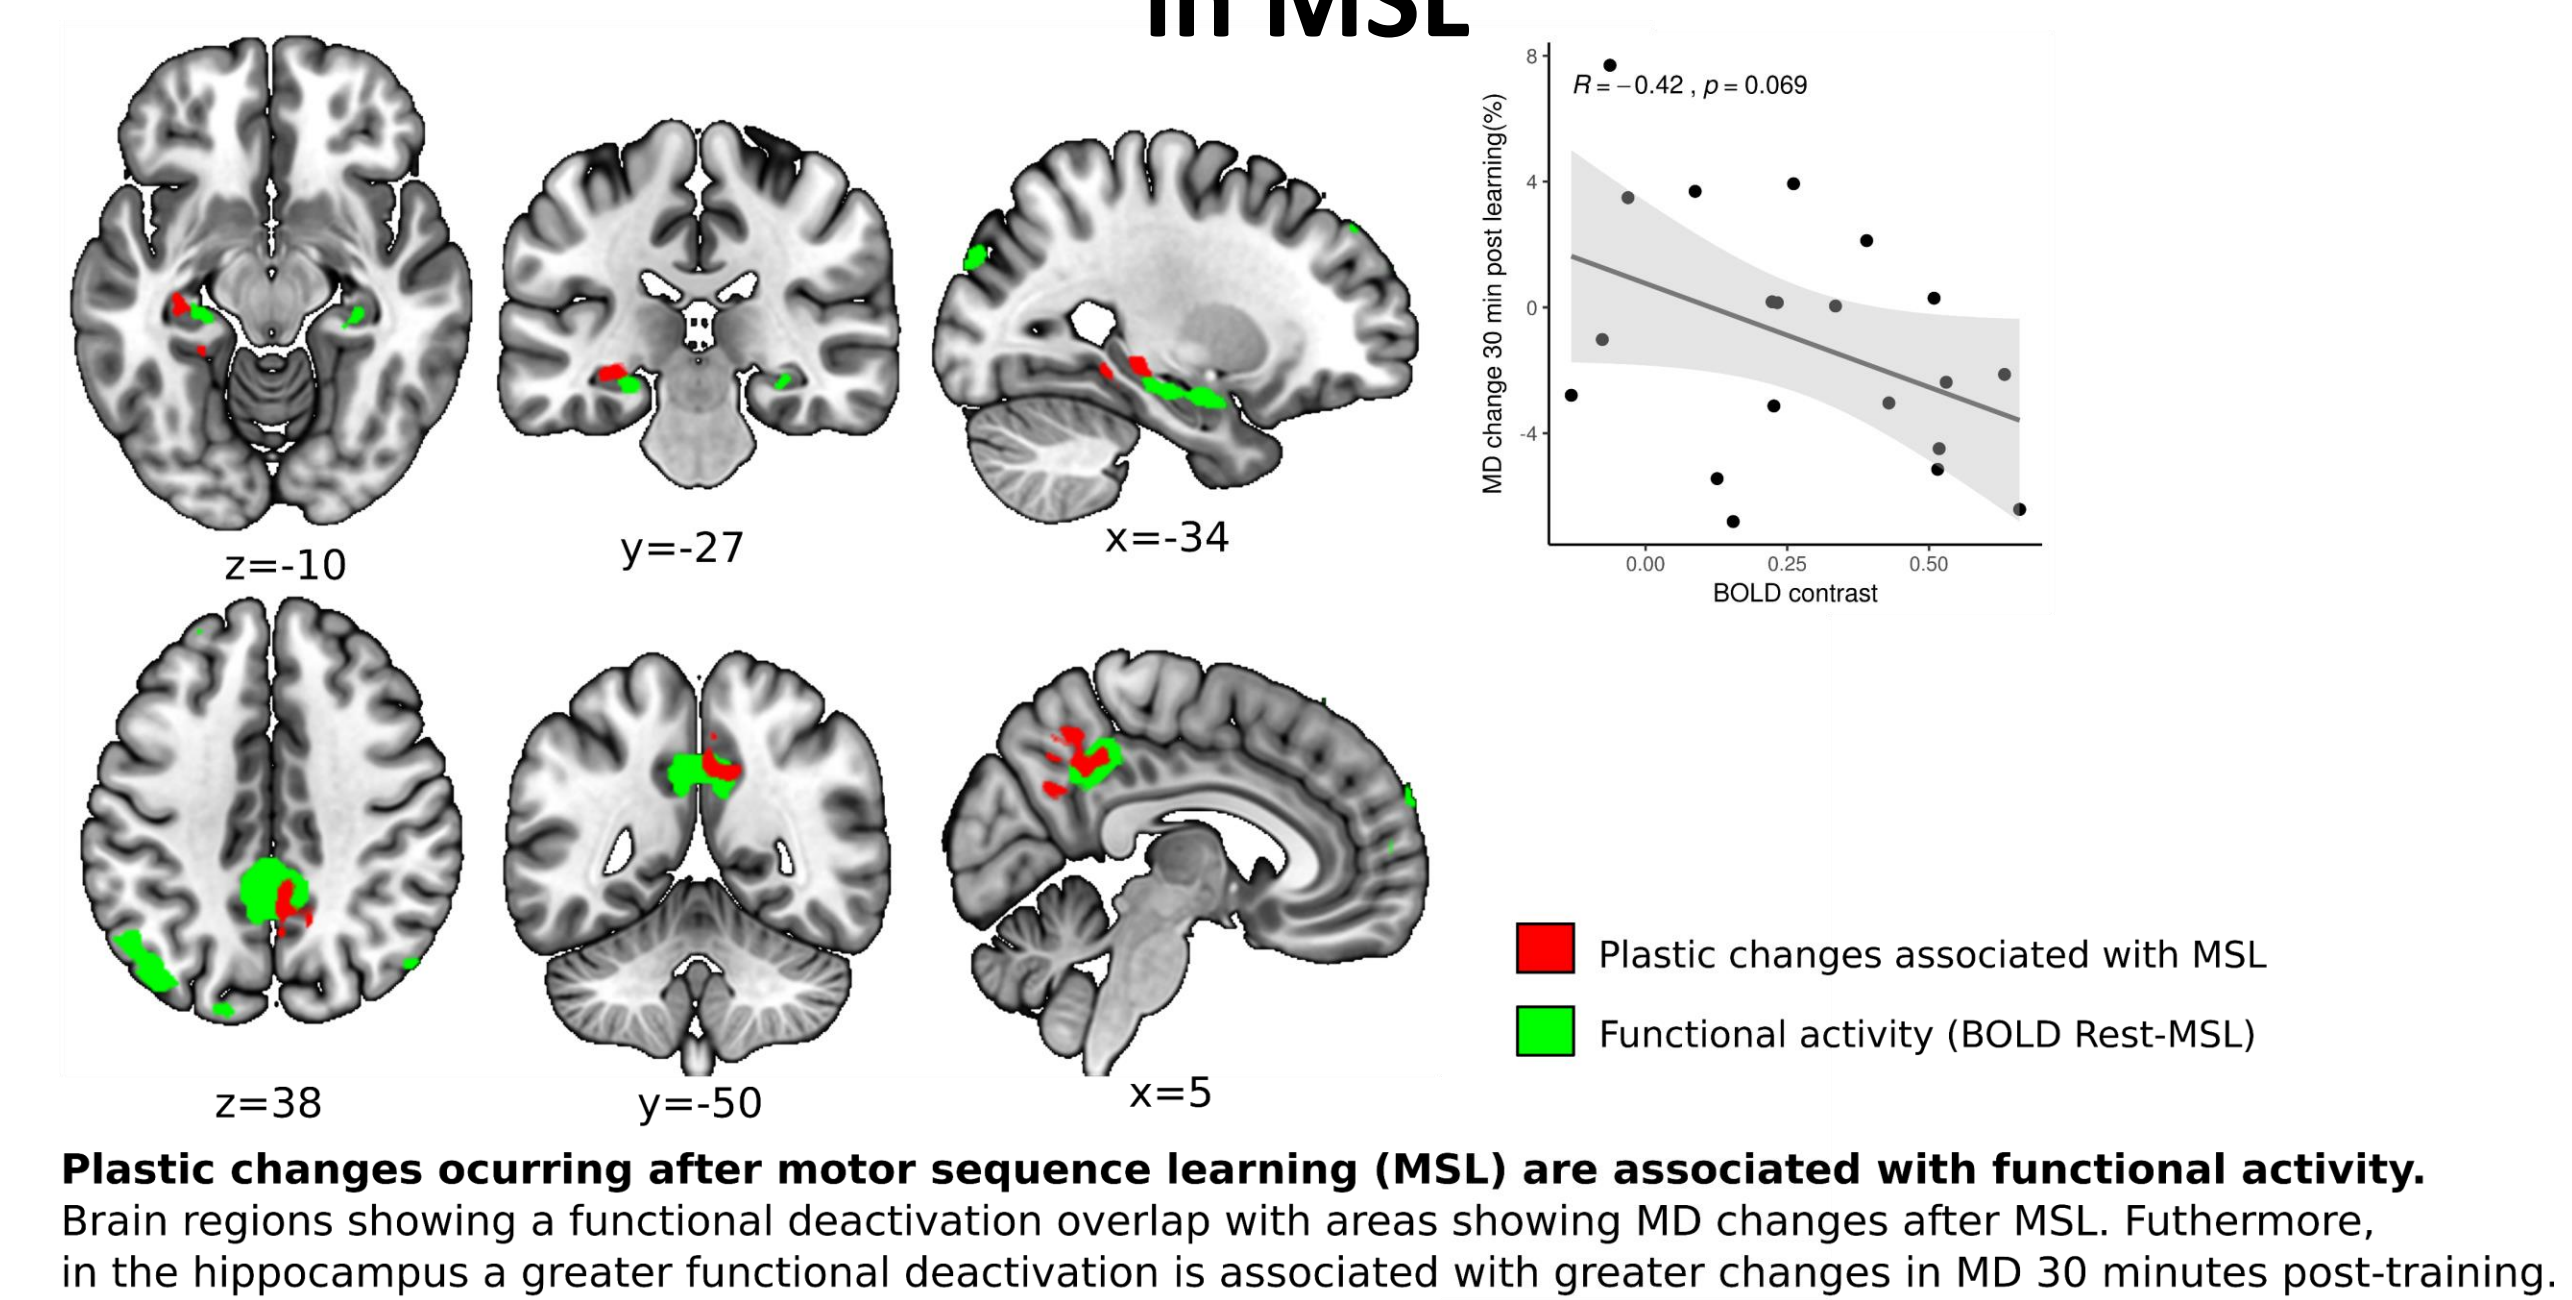 in MSL
8
R = −0.42 , p = 0.069
4
0
-4
MD change 30 min post learning(%)
0.00 0.25 0.50
BOLD contrast
z=-10 y=-27 x=-34
Plastic changes associated with MSL
Functional activity (BOLD Rest-MSL)
z=38 y=-50 x=5
Plastic changes ocurring after motor sequence learning (MSL) are associated with functional activity.
Brain regions showing a functional deactivation overlap with areas showing MD changes after MSL. Futhermore,
in the hippocampus a greater functional deactivation is associated with greater changes in MD 30 minutes post-training.